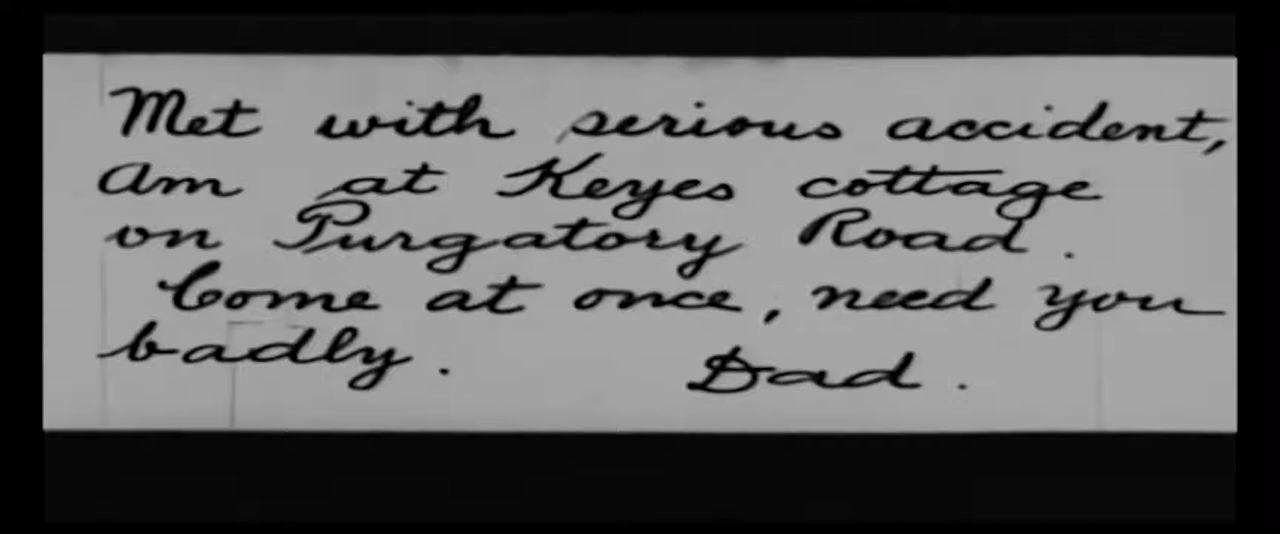 Met with serious accident,
Am at Keyes cottage
on Purgatory Road.
Come at once, need you
badly. Dad.